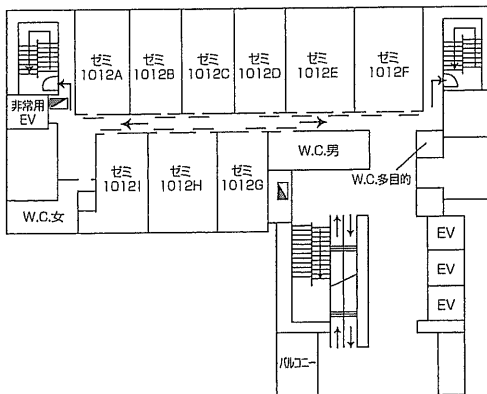 ゼミ
1012A
ゼミ
1012B
ゼミ
1012C
ゼミ
1012D
ゼミ
1012E
ゼミ
1012F
非常用
EV
ゼミ
1012I
ゼミ
1012H
ゼミ
1012G
W.C.男
W.C.多目的
W.C.女
EV
EV
EV
バルコニー